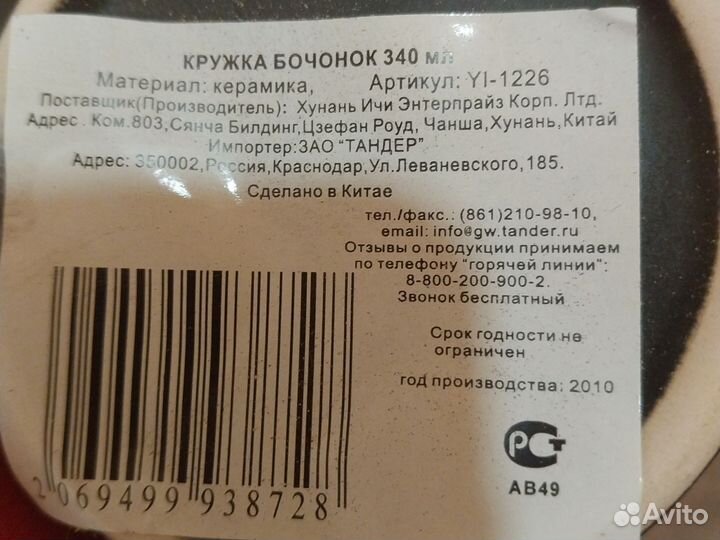 КРУЖКА БОЧОНОК 340 мл
Материал: керамика, Артикул: YI-1226
Поставщик(Производитель): Хунань Ичи Энтерпрайз Корп. Лтд.
Адрес . Ком.803,Сянча Билдинг,Цзефан Роуд, Чанша,Хунань,Китай
Импортер:ЗАО "ТАНДЕР"
Адрес: 350002,Россия,Краснодар,Ул.Леваневского,185.
Сделано в Китае
тел./факс.: (861)210-98-10,
email: info@gw.tander.ru
Отзывы о продукции принимаем
по телефону "горячей линии":
8-800-200-900-2.
Звонок бесплатный
Срок годности не
ограничен
год производства: 2010
РСТ
АВ49
2 069499 938728
Avito